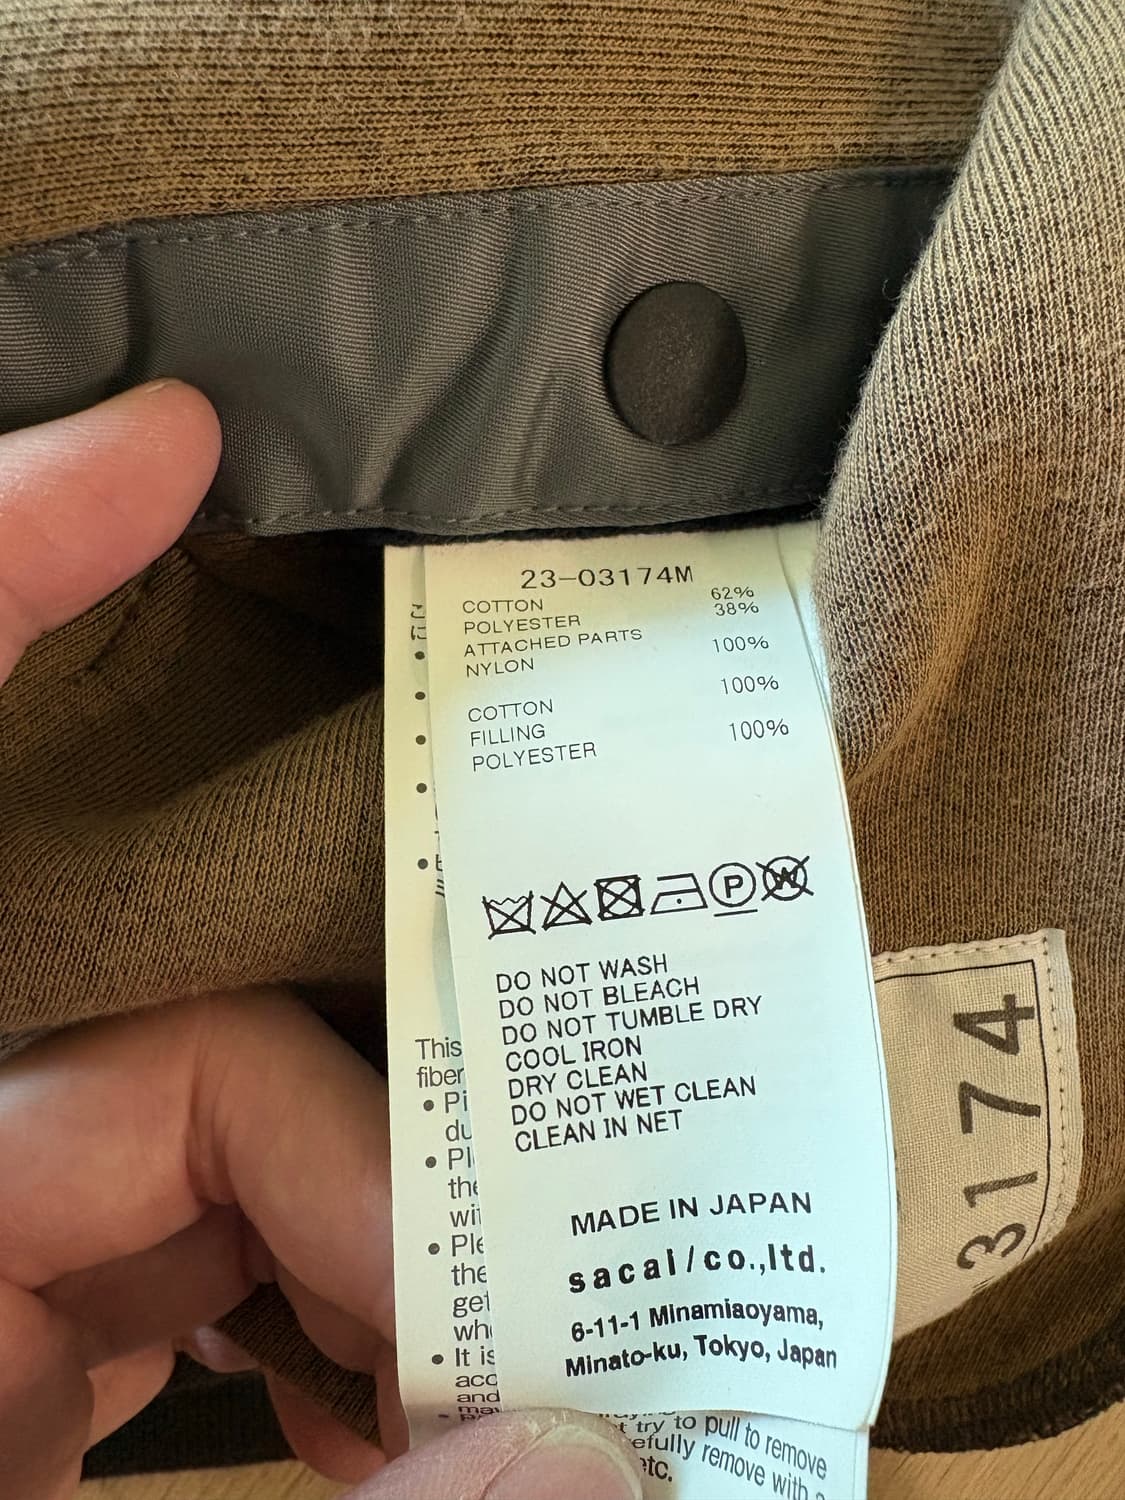 23-03174M
COTTON 62%
POLYESTER 38%
ATTACHED PARTS
NYLON 100%
COTTON 100%
FILLING
POLYESTER 100%
P W
DO NOT WASH
DO NOT BLEACH
DO NOT TUMBLE DRY
COOL IRON
DRY CLEAN
DO NOT WET CLEAN
CLEAN IN NET
MADE IN JAPAN
sacai/co.,ltd.
6-11-1 Minamiaoyama,
Minato-ku, Tokyo, Japan
This
fiber
• It is
and
try to pull to remove
remove with
etc.
3174